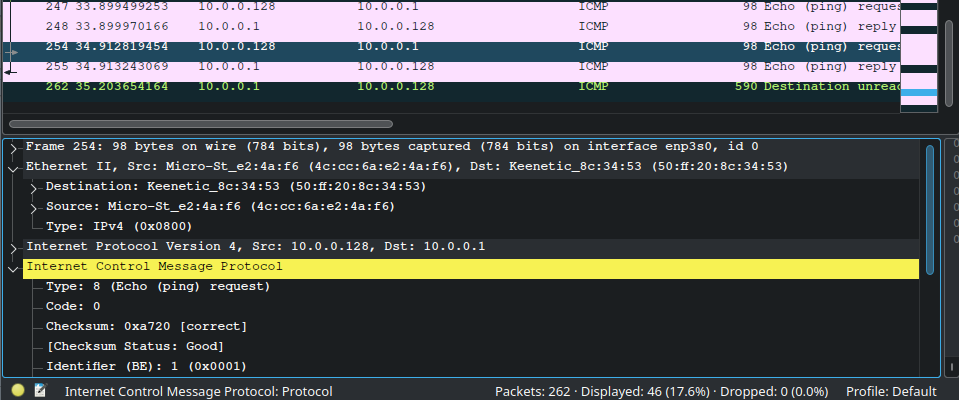 247 33.899499253 10.0.0.128 10.0.0.1 ICMP 98 Echo (ping) reques
248 33.899970166 10.0.0.1 10.0.0.128 ICMP 98 Echo (ping) reply
254 34.912819454 10.0.0.128 10.0.0.1 ICMP 98 Echo (ping) reques
255 34.913243069 10.0.0.1 10.0.0.128 ICMP 98 Echo (ping) reply
262 35.203654164 10.0.0.1 10.0.0.128 ICMP 590 Destination unreac
Frame 254: 98 bytes on wire (784 bits), 98 bytes captured (784 bits) on interface enp3s0, id 0
Ethernet II, Src: Micro-St_e2:4a:f6 (4c:cc:6a:e2:4a:f6), Dst: Keenetic_8c:34:53 (50:ff:20:8c:34:53)
Destination: Keenetic_8c:34:53 (50:ff:20:8c:34:53)
Source: Micro-St_e2:4a:f6 (4c:cc:6a:e2:4a:f6)
Type: IPv4 (0x0800)
Internet Protocol Version 4, Src: 10.0.0.128, Dst: 10.0.0.1
Internet Control Message Protocol
Type: 8 (Echo (ping) request)
Code: 0
Checksum: 0xa720 [correct]
[Checksum Status: Good]
Identifier (BE): 1 (0x0001)
Internet Control Message Protocol: Protocol Packets: 262 · Displayed: 46 (17.6%) · Dropped: 0 (0.0%) Profile: Default